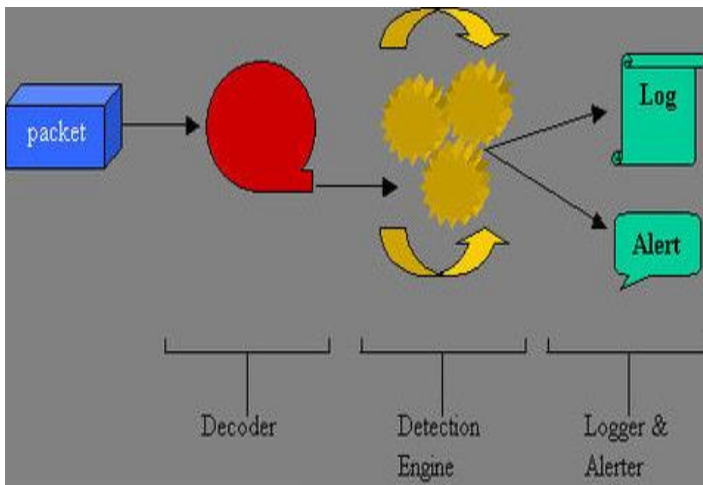 packet
Log
Alert
Decoder
Detection
Engine
Logger &
Alerter